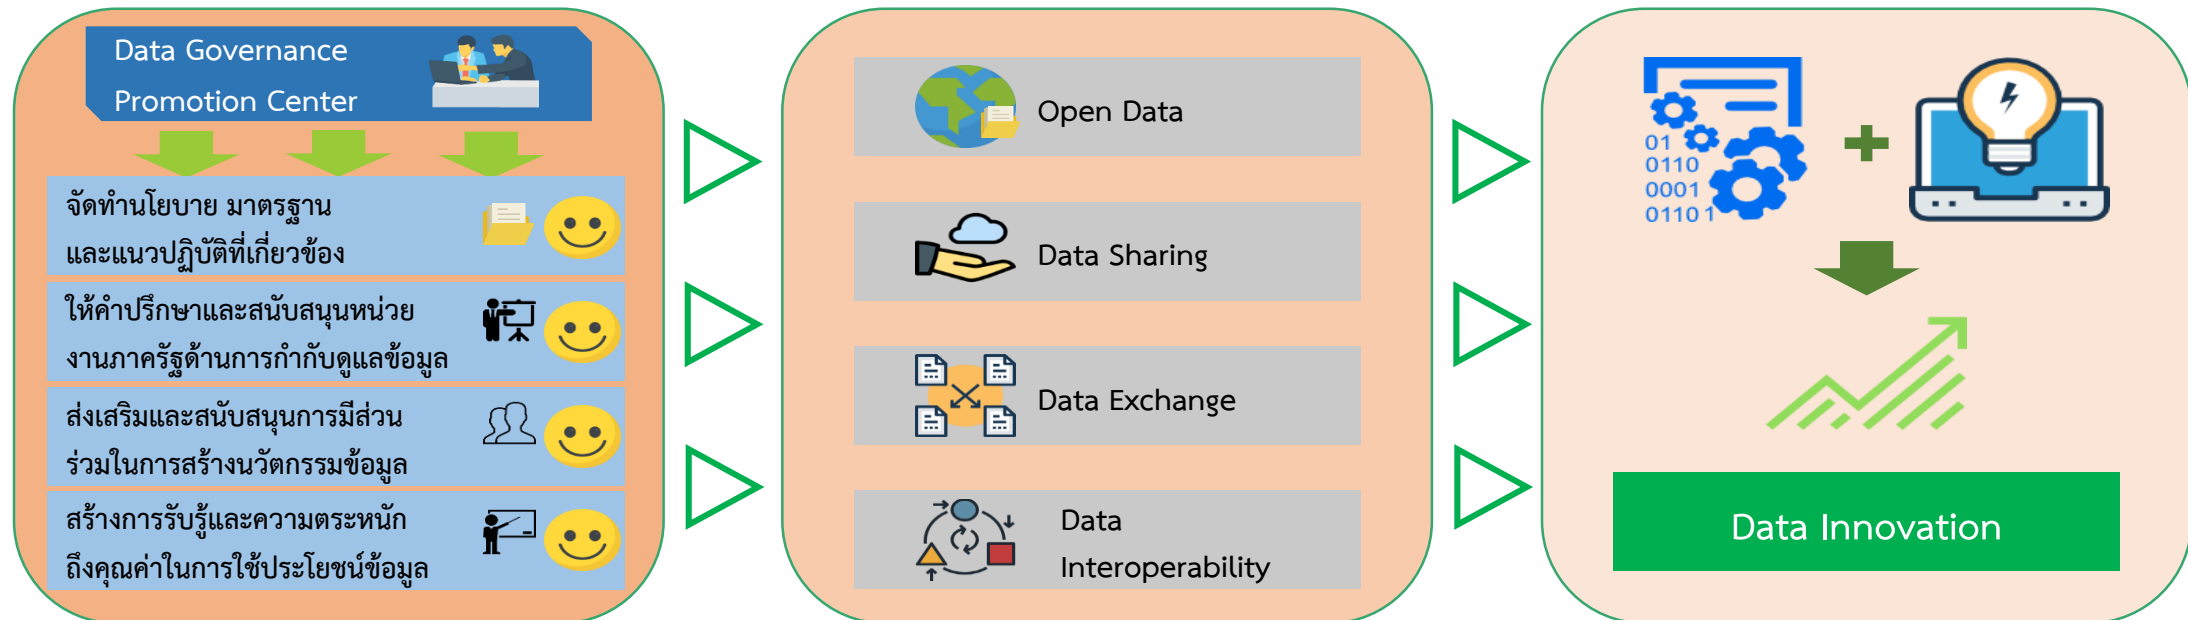 Data Governance
Promotion Center
จัดทำนโยบาย มาตรฐาน
และแนวปฏิบัติที่เกี่ยวข้อง
ให้คำปรึกษาและสนับสนุนหน่วย
งานภาครัฐด้านการกำกับดูแลข้อมูล
ส่งเสริมและสนับสนุนการมีส่วน
ร่วมในการสร้างนวัตกรรมข้อมูล
สร้างการรับรู้และความตระหนัก
ถึงคุณค่าในการใช้ประโยชน์ข้อมูล
Open Data
Data Sharing
Data Exchange
Data
Interoperability
01
0110
0001
01101
Data Innovation